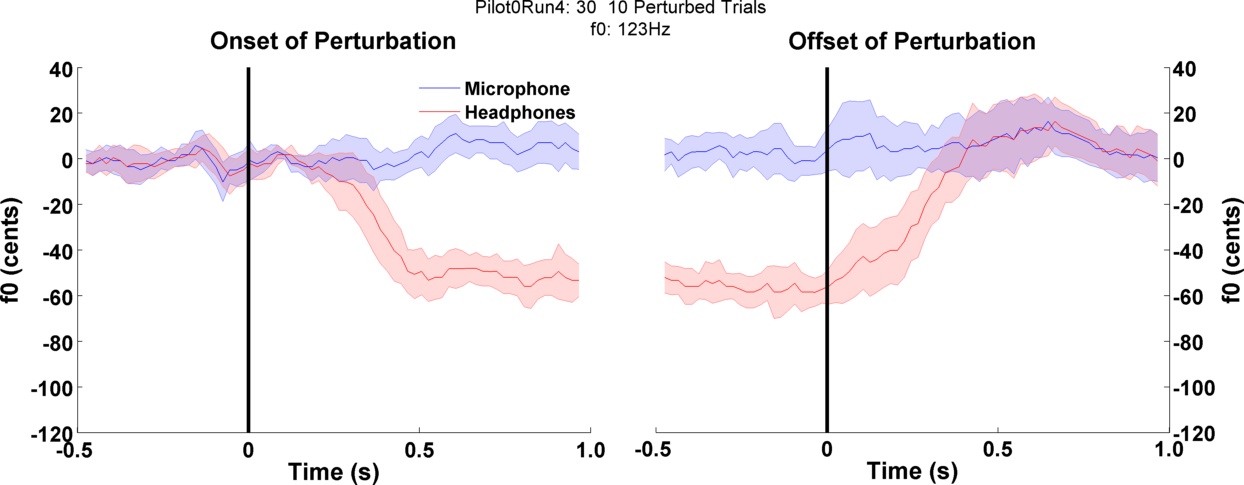 Pilot0Run4: 30  10 Perturbed Trials
f0: 123Hz
Onset of Perturbation
Offset of Perturbation
Microphone
Headphones
40
20
0
-20
-40
-60
-80
-100
-120
f0 (cents)
-0.5
0
0.5
1.0
Time (s)
40
20
0
-20
-40
-60
-80
-100
-120
f0 (cents)
-0.5
0
0.5
1.0
Time (s)